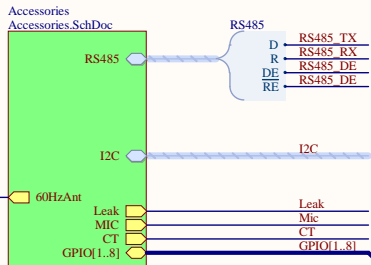 Accessories
Accessories.SchDoc
RS485
RS485
D
RS485_TX
R
RS485_RX
DE
RS485_DE
RE
RS485_DE
I2C
I2C
60HzAnt
Leak
Leak
MIC
Mic
CT
CT
GPIO[1..8]
GPIO[1..8]